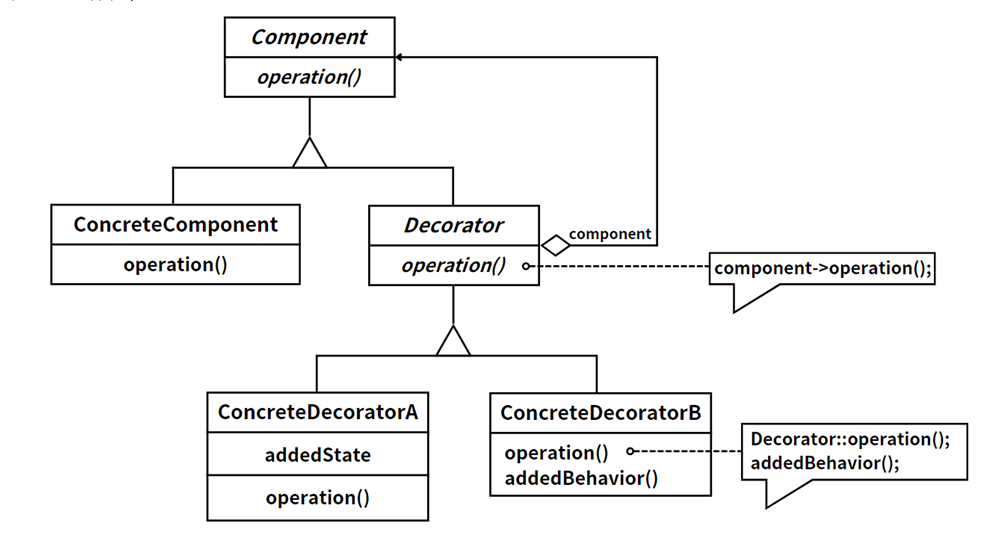 Component
operation()
ConcreteComponent
operation()
Decorator
operation()
component
component->operation();
ConcreteDecoratorA
addedState
operation()
ConcreteDecoratorB
operation()
addedBehavior()
Decorator::operation();
addedBehavior();